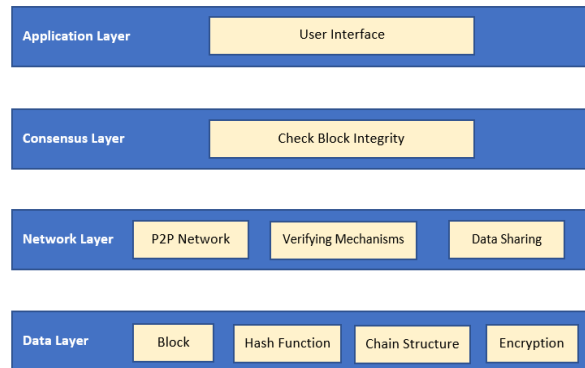 Application Layer
User Interface
Consensus Layer
Check Block Integrity
Network Layer
P2P Network
Verifying Mechanisms
Data Sharing
Data Layer
Block
Hash Function
Chain Structure
Encryption